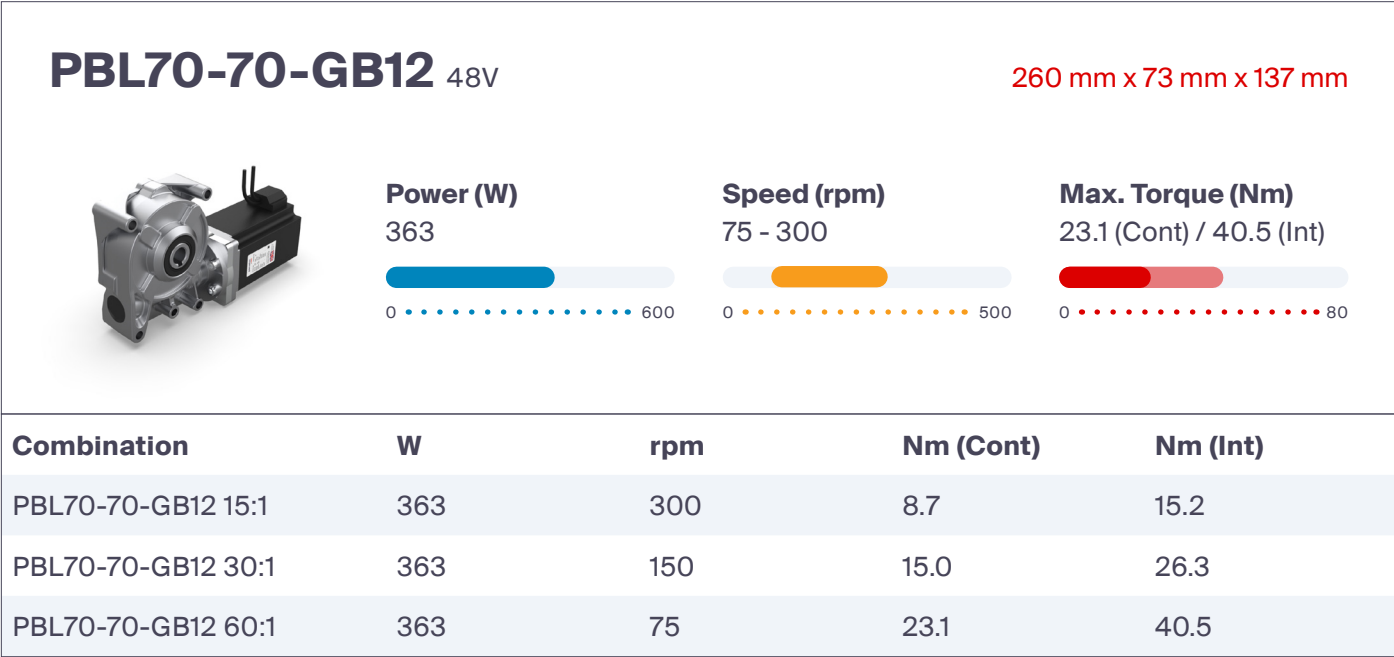 PBL70-70-GB12 48V
260 mm x 73 mm x 137 mm
Power (W)
363
0 600
Speed (rpm)
75 - 300
0 500
Max. Torque (Nm)
23.1 (Cont) / 40.5 (Int)
0 80
Combination W rpm Nm (Cont) Nm (Int)
PBL70-70-GB12 15:1 363 300 8.7 15.2
PBL70-70-GB12 30:1 363 150 15.0 26.3
PBL70-70-GB12 60:1 363 75 23.1 40.5